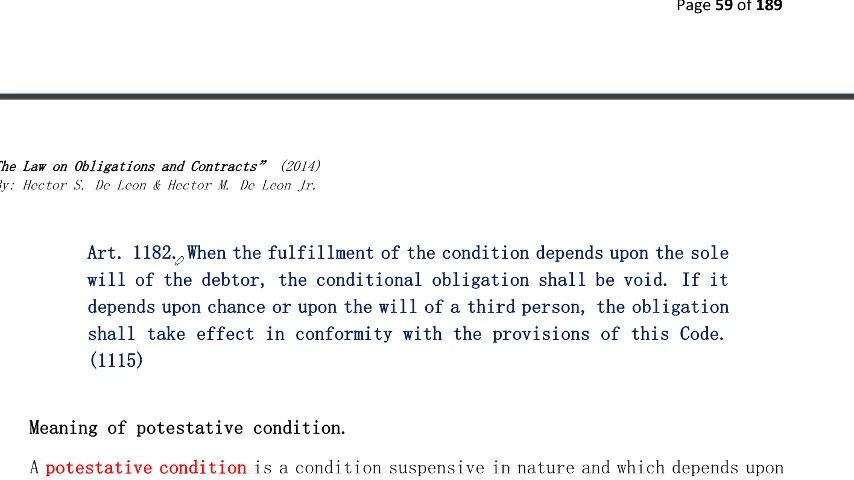 Page 59 of 189
The Law on Obligations and Contracts” (2014)
By: Hector S. De Leon & Hector M. De Leon Jr.
Art. 1182. When the fulfillment of the condition depends upon the sole
will of the debtor, the conditional obligation shall be void. If it
depends upon chance or upon the will of a third person, the obligation
shall take effect in conformity with the provisions of this Code.
(1115)
Meaning of potestative condition.
A potestative condition is a condition suspensive in nature and which depends upon